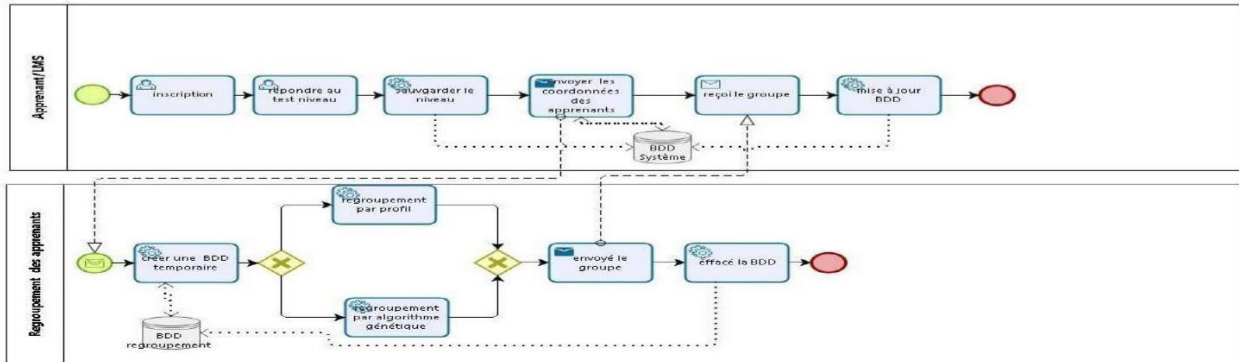 Apprenant/LMS
inscription
répondre au
test niveau
sauvgarder le
niveau
envoyer les
coordonnées
des
apprenants
reçoi le groupe
mise à jour
BDD
BDD
Système
Regroupement des apprenants
créer une BDD
temporaire
regroupement
par profil
regroupement
par algorithme
génétique
envoyé le
groupe
éffacé la BDD
BDD
regroupement